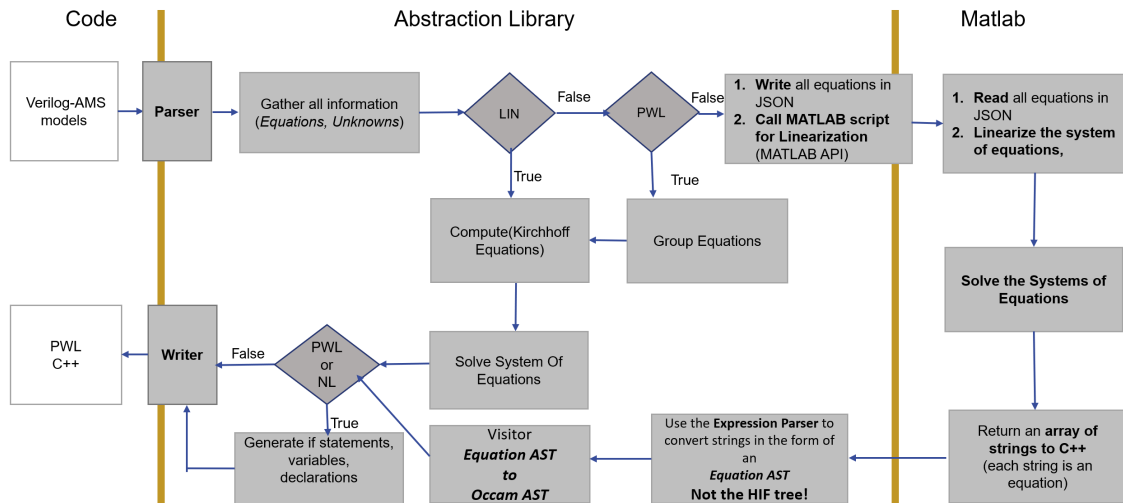 Code
Abstraction Library
Matlab
Verilog-AMS
models
Parser
Gather all information
(Equations, Unknowns)
LIN
False
PWL
False
1. Write all equations in
JSON
2. Call MATLAB script
for Linearization
(MATLAB API)
1. Read all equations in
JSON
2. Linearize the system
of equations,
True
True
Compute(Kirchhoff
Equations)
Group Equations
Solve the Systems of
Equations
PWL
C++
Writer
False
PWL
or
NL
Solve System Of
Equations
True
Generate if statements,
variables,
declarations
Visitor
Equation AST
to
Occam AST
Use the Expression Parser to
convert strings in the form of
an
Equation AST
Not the HIF tree!
Return an array of
strings to C++
(each string is an
equation)